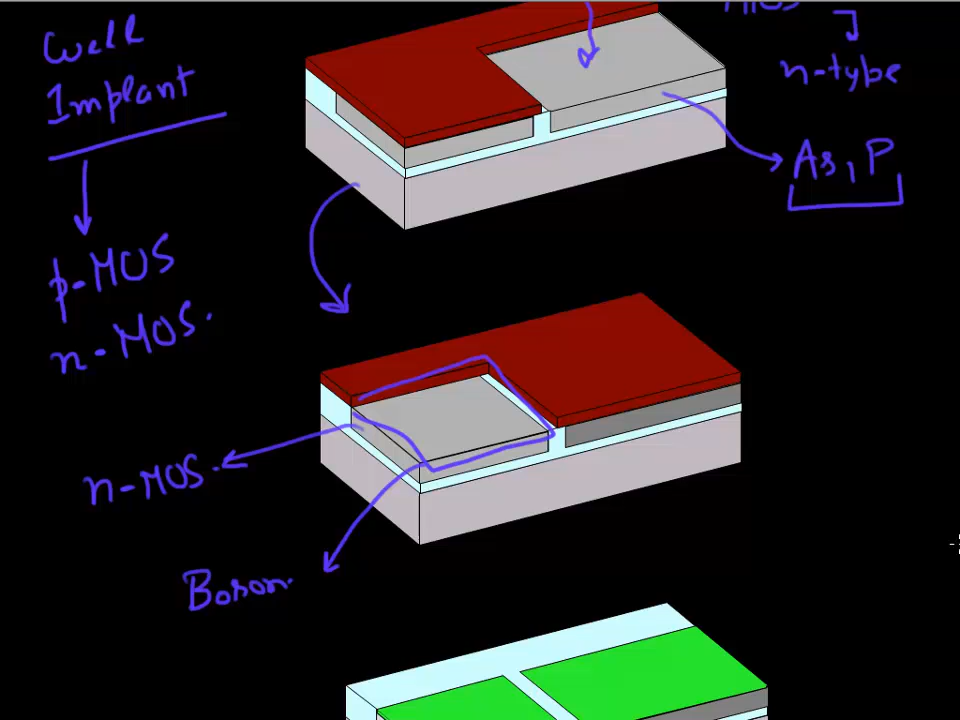 Well
Implant
p-MOS
n-MOS.
n-type
As, P
n-MOS.
Boron.